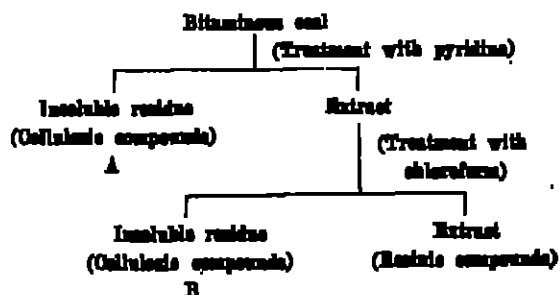 Bituminous coal
(Treatment with pyridine)
Insoluble residue
(Cellulosic compounds)
A
Extract
(Treatment with
chloroform)
Insoluble residue
(Cellulosic compounds)
B
Extract
(Resinic compounds)